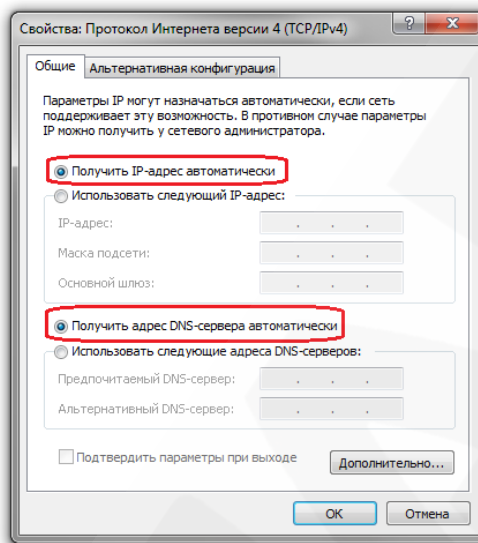 Свойства: Протокол Интернета версии 4 (TCP/IPv4)
Общие
Альтернативная конфигурация
Параметры IP могут назначаться автоматически, если сеть
поддерживает эту возможность. В противном случае параметры
IP можно получить у сетевого администратора.
Получить IP-адрес автоматически
Использовать следующий IP-адрес:
IP-адрес:
Маска подсети:
Основной шлюз:
Получить адрес DNS-сервера автоматически
Использовать следующие адреса DNS-серверов:
Предпочитаемый DNS-сервер:
Альтернативный DNS-сервер:
Подтвердить параметры при выходе
Дополнительно...
ОК
Отмена